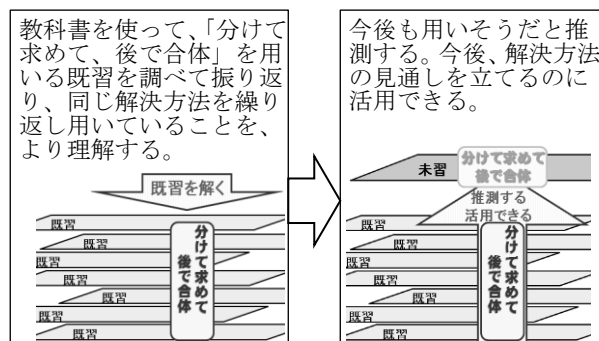 教科書を使って、「分けて
求めて、後で合体」を用
いる既習を調べて振り返
り、同じ解決方法を繰り
返し用いていることを、
より理解する。
既習を解く
既習
既習
既習
既習
既習
既習
既習
分けて求めて
後で合体
今後も用いそうだと推
測する。今後、解決方法
の見通しを立てるのに
活用できる。
未習
分けて求めて
後で合体
推測する
活用できる
既習
既習
既習
既習
既習
既習
既習
分けて求めて
後で合体